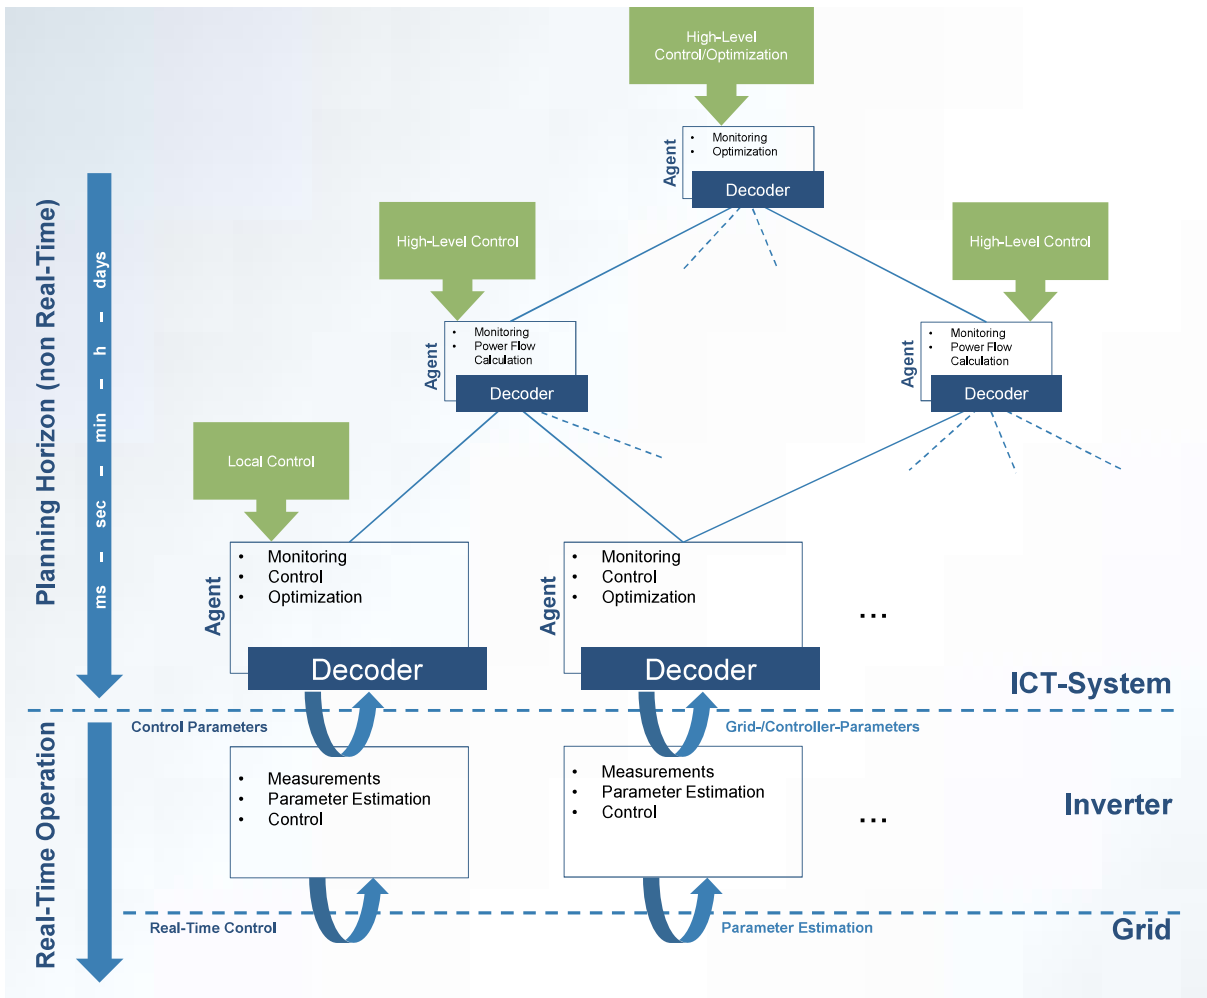 High-Level
Control/Optimization
Agent
• Monitoring
• Optimization
Decoder
High-Level Control
High-Level Control
Agent
• Monitoring
• Power Flow
Calculation
Decoder
Agent
• Monitoring
• Power Flow
Calculation
Decoder
Planning Horizon (non Real-Time)
ms – sec – min – h – days
Local Control
Agent
• Monitoring
• Control
• Optimization
Decoder
Agent
• Monitoring
• Control
• Optimization
Decoder
...
ICT-System
Control Parameters
Grid-/Controller-Parameters
Real-Time Operation
• Measurements
• Parameter Estimation
• Control
• Measurements
• Parameter Estimation
• Control
...
Inverter
Real-Time Control
Parameter Estimation
Grid